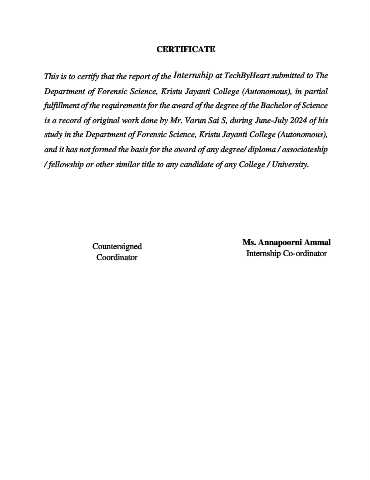 CERTIFICATE
This is to certify that the report of the Internship at TechByHeart submitted to The
Department of Forensic Science, Kristu Jayanti College (Autonomous), in partial
fulfillment of the requirements for the award of the degree of the Bachelor of Science
is a record of original work done by Mr. Varun Sai S, during June-July 2024 of his
study in the Department of Forensic Science, Kristu Jayanti College (Autonomous),
and it has not formed the basis for the award of any degree/ diploma / associateship
/ fellowship or other similar title to any candidate of any College / University.
Countersigned
Coordinator
Ms. Annapoorni Ammal
Internship Co-ordinator